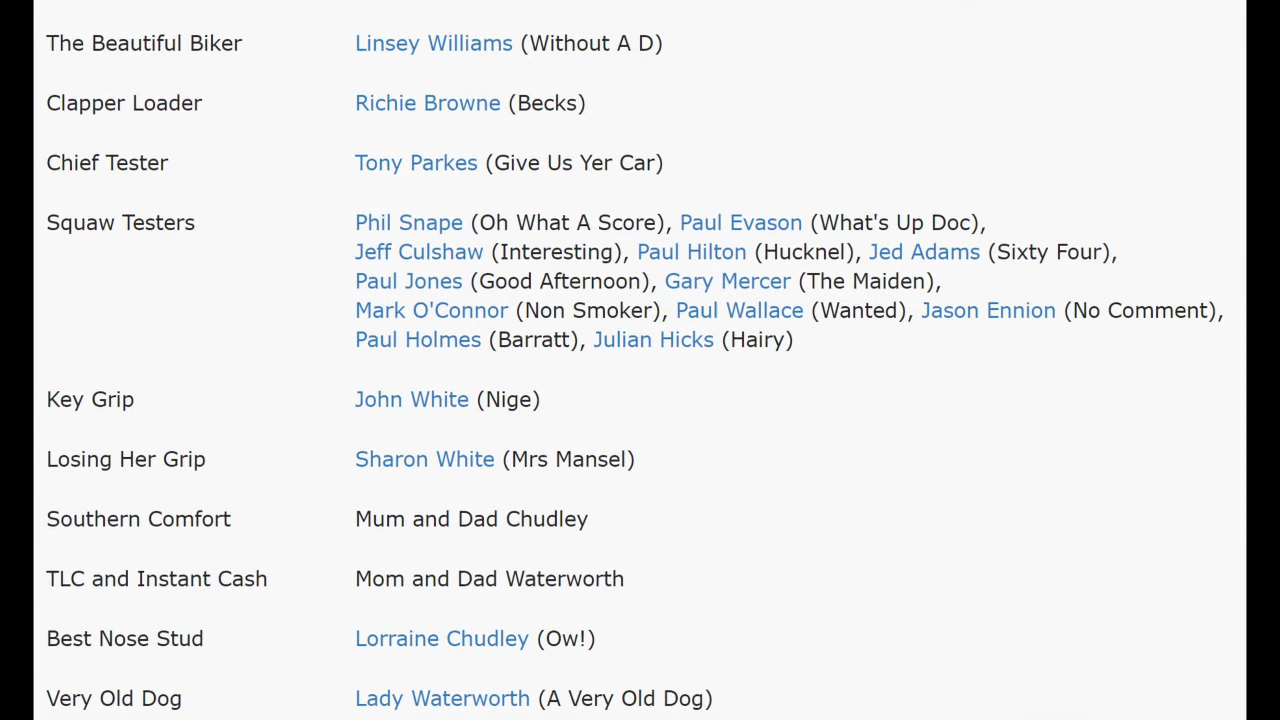 The Beautiful Biker Linsey Williams (Without A D)
Clapper Loader Richie Browne (Becks)
Chief Tester Tony Parkes (Give Us Yer Car)
Squaw Testers Phil Snape (Oh What A Score), Paul Evason (What's Up Doc),
Jeff Culshaw (Interesting), Paul Hilton (Hucknel), Jed Adams (Sixty Four),
Paul Jones (Good Afternoon), Gary Mercer (The Maiden),
Mark O'Connor (Non Smoker), Paul Wallace (Wanted), Jason Ennion (No Comment),
Paul Holmes (Barratt), Julian Hicks (Hairy)
Key Grip John White (Nige)
Losing Her Grip Sharon White (Mrs Mansel)
Southern Comfort Mum and Dad Chudley
TLC and Instant Cash Mom and Dad Waterworth
Best Nose Stud Lorraine Chudley (Ow!)
Very Old Dog Lady Waterworth (A Very Old Dog)